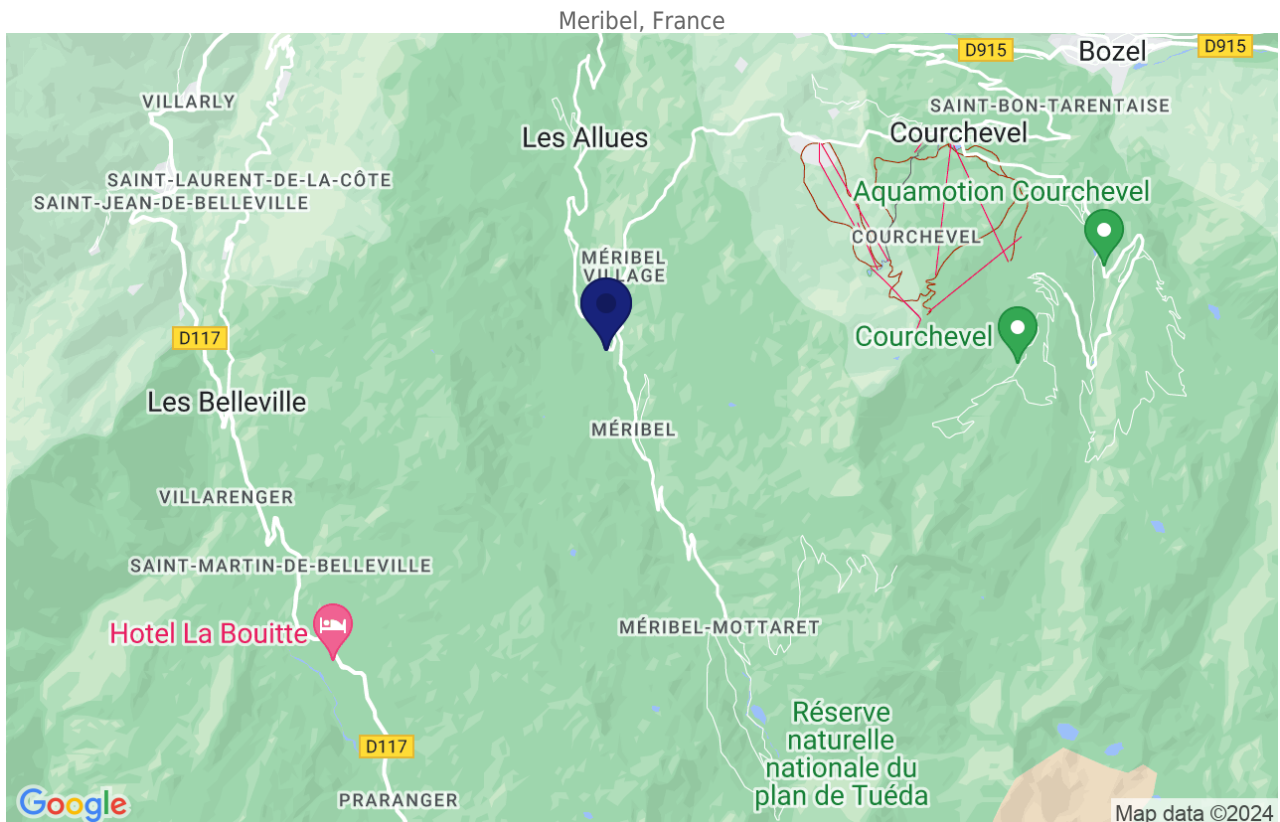 Meribel, France
D915
Bozel
D915
VILLARLY
SAINT-BON-TARENTAISE
Les Allues
Courchevel
SAINT-LAURENT-DE-LA-CÔTE
Aquamotion Courchevel
SAINT-JEAN-DE-BELLEVILLE
COURCHEVEL
MÉRIBEL
VILLAGE
D117
Courchevel
Les Belleville
MÉRIBEL
VILLARENGER
SAINT-MARTIN-DE-BELLEVILLE
Hotel La Bouitte
MÉRIBEL-MOTTARET
Réserve
naturelle
nationale du
plan de Tuéda
D117
PRARANGER
Google
Map data ©2024